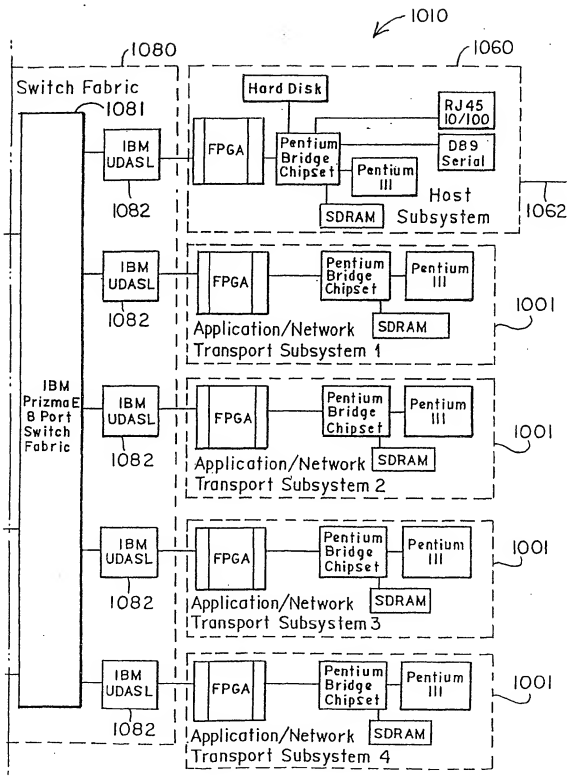 1010
1080
1060
Switch Fabric
1081
Hard Disk
RJ45
10/100
IBM
UDASL
FPGA
Pentium
Bridge
Chipset
D89
Serial
Pentium
III
Host
Subsystem
1082
SDRAM
1062
IBM
UDASL
FPGA
Pentium
Bridge
Chipset
Pentium
III
1082
SDRAM
1001
Application/Network
Transport Subsystem 1
IBM
PrizmaE
8 Port
Switch
Fabric
IBM
UDASL
FPGA
Pentium
Bridge
Chipset
Pentium
III
1082
SDRAM
1001
Application/Network
Transport Subsystem 2
IBM
UDASL
FPGA
Pentium
Bridge
Chipset
Pentium
III
1082
SDRAM
1001
Application/Network
Transport Subsystem 3
IBM
UDASL
FPGA
Pentium
Bridge
Chipset
Pentium
III
1082
SDRAM
1001
Application/Network
Transport Subsystem 4